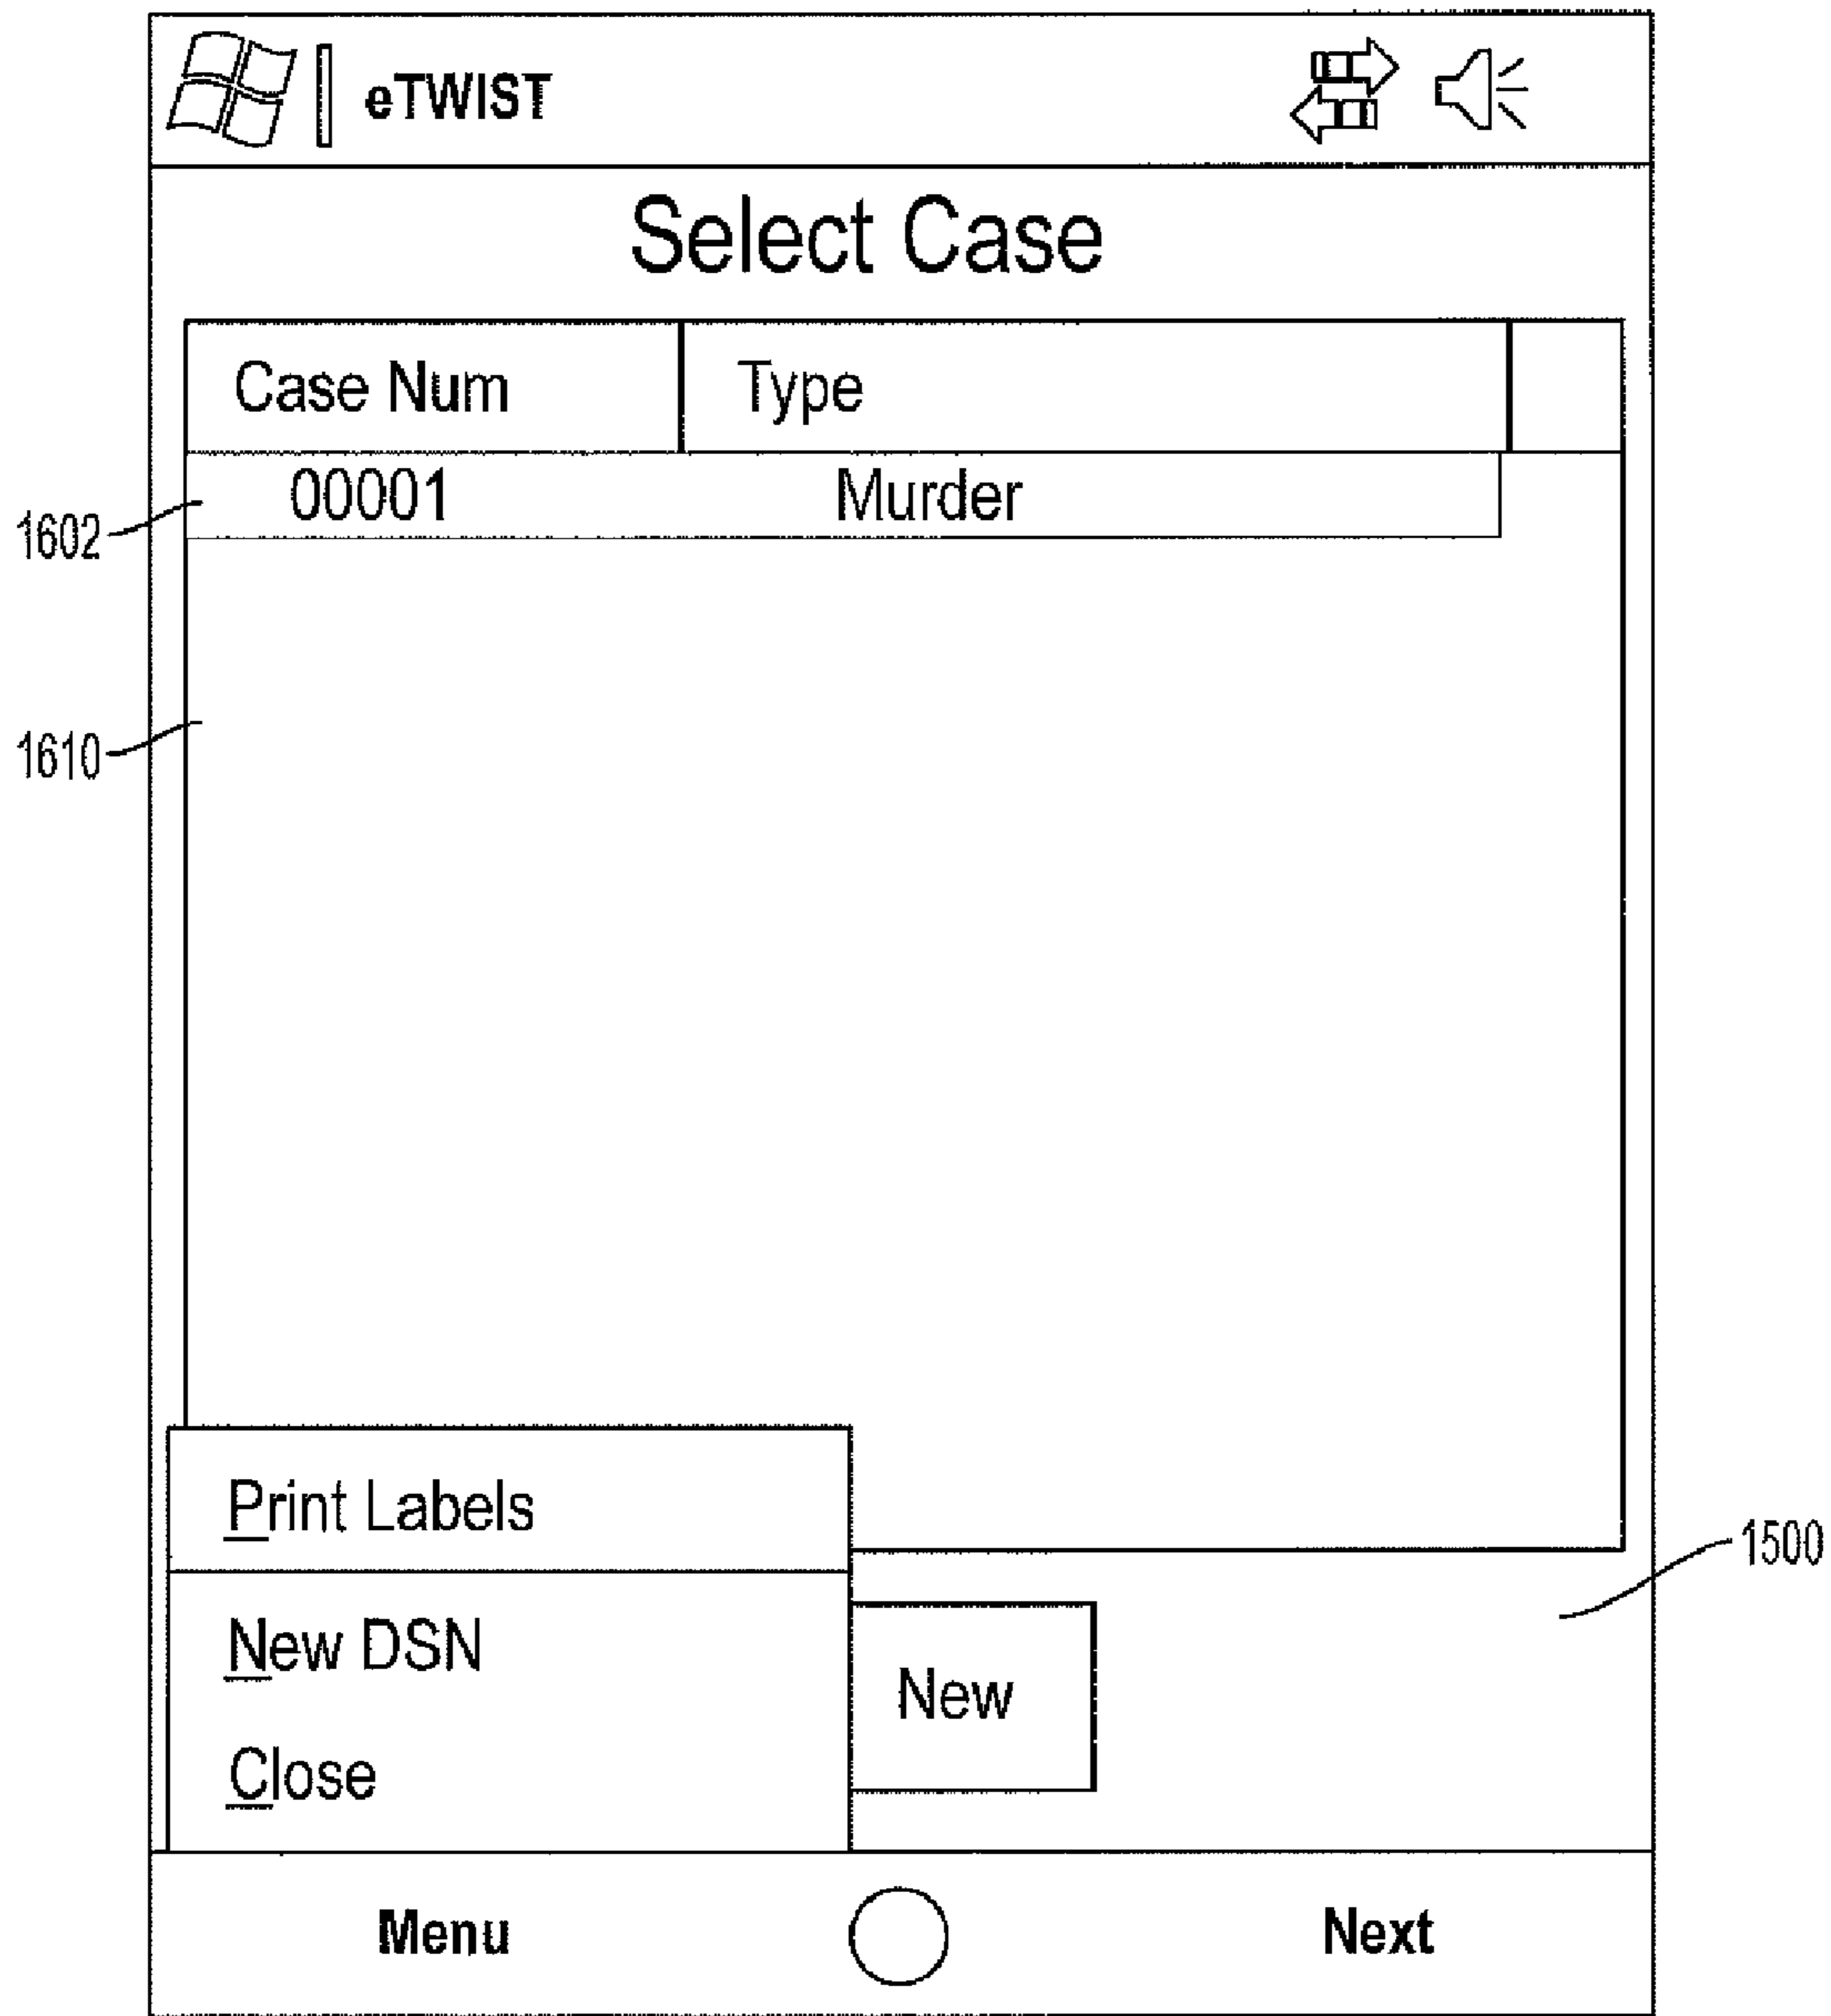 eTWIST
Select Case
Case Num Type
00001 Murder
1602
1610
Print Labels
1500
New DSN
New
Close
Menu Next